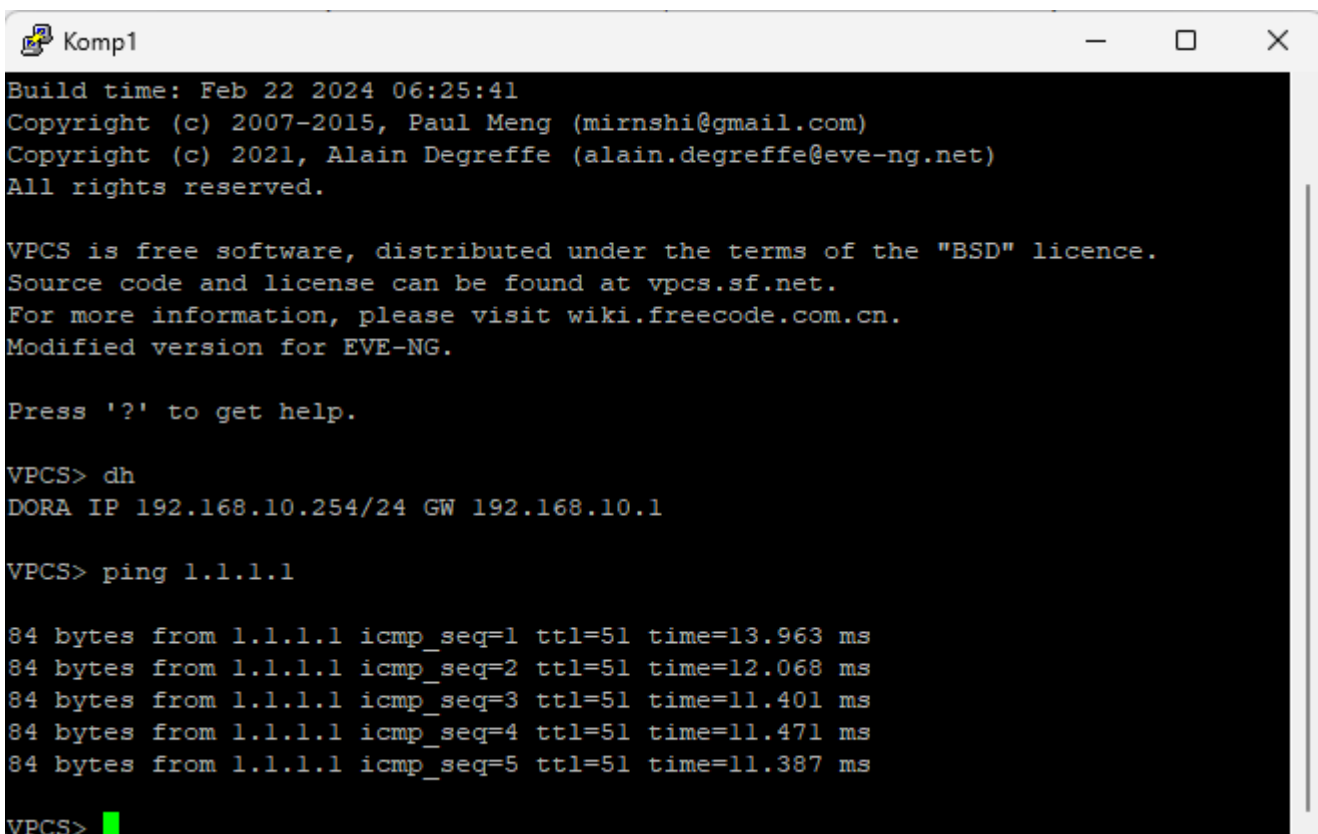 Komp1
Build time: Feb 22 2024 06:25:41
Copyright (c) 2007-2015, Paul Meng (mirnshi@gmail.com)
Copyright (c) 2021, Alain Degreffe (alain.degreffe@eve-ng.net)
All rights reserved.
VPCS is free software, distributed under the terms of the "BSD" licence.
Source code and license can be found at vpcs.sf.net.
For more information, please visit wiki.freecode.com.cn.
Modified version for EVE-NG.
Press '?' to get help.
VPCS> dh
DORA IP 192.168.10.254/24 GW 192.168.10.1
VPCS> ping 1.1.1.1
84 bytes from 1.1.1.1 icmp_seq=1 ttl=51 time=13.963 ms
84 bytes from 1.1.1.1 icmp_seq=2 ttl=51 time=12.068 ms
84 bytes from 1.1.1.1 icmp_seq=3 ttl=51 time=11.401 ms
84 bytes from 1.1.1.1 icmp_seq=4 ttl=51 time=11.471 ms
84 bytes from 1.1.1.1 icmp_seq=5 ttl=51 time=11.387 ms
VPCS>